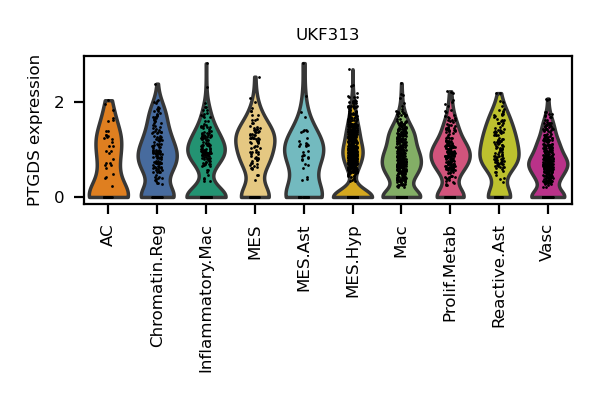 UKF313
PTGDS expression
2
0
AC
Chromatin.Reg
Inflammatory.Mac
MES
MES.Ast
MES.Hyp
Mac
Prolif.Metab
Reactive.Ast
Vasc